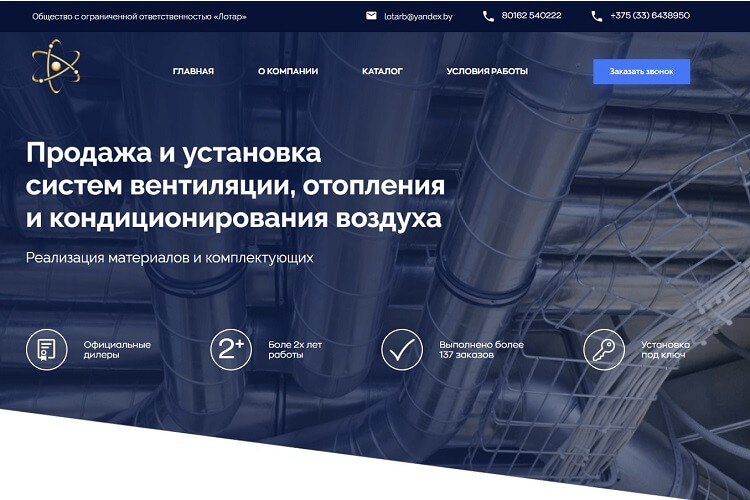 Общество с ограниченной ответственностью «Лотар»
lotarb@yandex.by
80162 540222
+375 (33) 6438950
ГЛАВНАЯ
О КОМПАНИИ
КАТАЛОГ
УСЛОВИЯ РАБОТЫ
Заказать звонок
Продажа и установка
систем вентиляции, отопления
и кондиционирования воздуха
Реализация материалов и комплектующих
Официальные
дилеры
2+
Боле 2х лет
работы
Выполнено более
137 заказов
Установка
под ключ